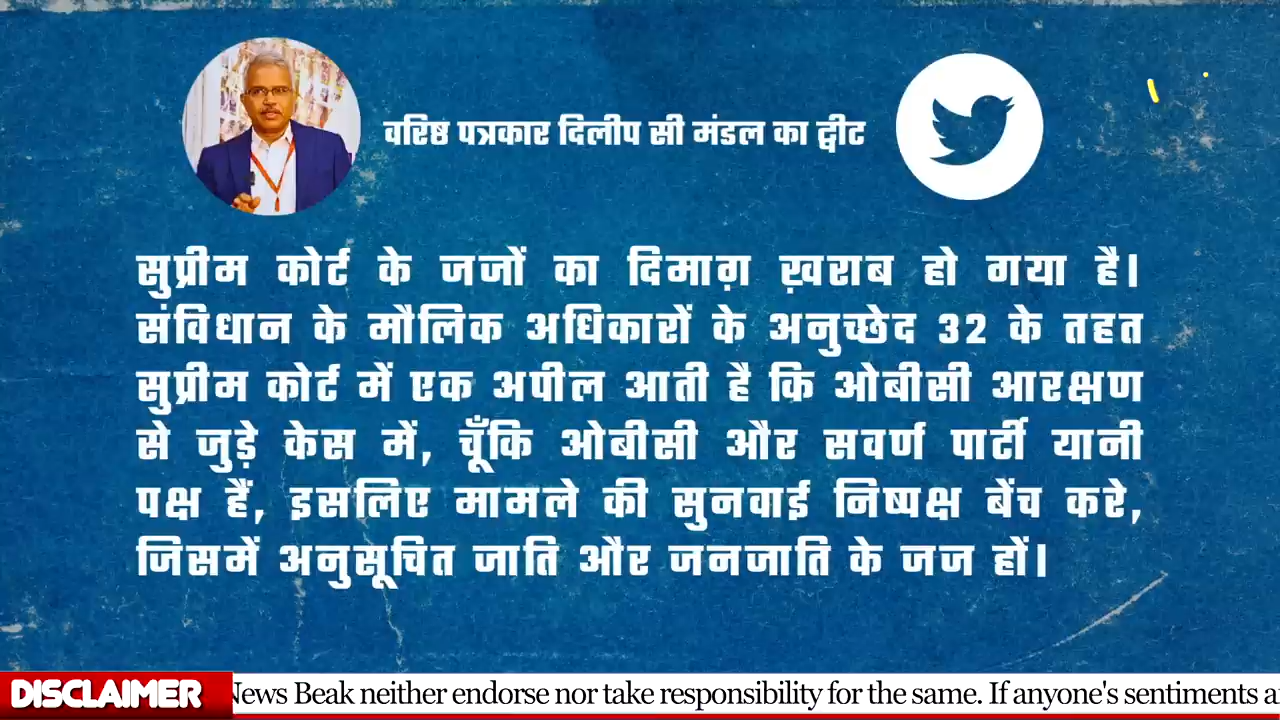 वरिष्ठ पत्रकार दिलीप सी मंडल का ट्वीट
सुप्रीम कोर्ट के जजों का दिमाग़ ख़राब हो गया है।
संविधान के मौलिक अधिकारों के अनुच्छेद 32 के तहत
सुप्रीम कोर्ट में एक अपील आती है कि ओबीसी आरक्षण
से जुड़े केस में, चूँकि ओबीसी और सवर्ण पार्टी यानी
पक्ष हैं, इसलिए मामले की सुनवाई निष्पक्ष बेंच करे,
जिसमें अनुसूचित जाति और जनजाति के जज हों।
DISCLAIMER News Beak neither endorse nor take responsibility for the same. If anyone's sentiments